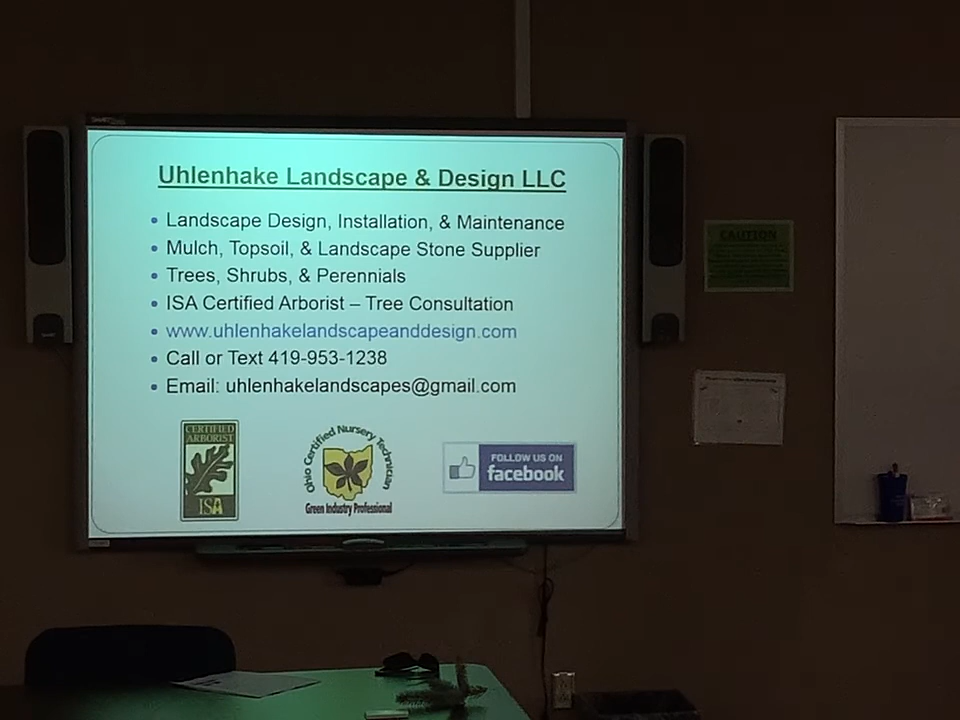 SMART
Uhlenhake Landscape & Design LLC
• Landscape Design, Installation, & Maintenance
• Mulch, Topsoil, & Landscape Stone Supplier
• Trees, Shrubs, & Perennials
• ISA Certified Arborist – Tree Consultation
• www.uhlenhakelandscapeanddesign.com
• Call or Text 419-953-1238
• Email: uhlenhakelandscapes@gmail.com
CERTIFIED
ARBORIST
ISA
Ohio Certified Nursery Technician
Green Industry Professional
FOLLOW US ON
facebook
CAUTION